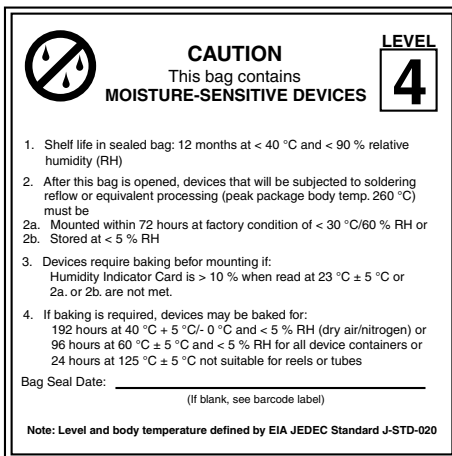 LEVEL
CAUTION
4
This bag contains
MOISTURE-SENSITIVE DEVICES
1. Shelf life in sealed bag: 12 months at < 40 °C and < 90 % relative
humidity (RH)
2. After this bag is opened, devices that will be subjected to soldering
reflow or equivalent processing (peak package body temp. 260 °C)
must be
2a. Mounted within 72 hours at factory condition of < 30 °C/60 % RH or
2b. Stored at < 5 % RH
3. Devices require baking befor mounting if:
Humidity Indicator Card is > 10 % when read at 23 °C ± 5 °C or
2a. or 2b. are not met.
4. If baking is required, devices may be baked for:
192 hours at 40 °C + 5 °C/- 0 °C and < 5 % RH (dry air/nitrogen) or
96 hours at 60 °C ± 5 °C and < 5 % RH for all device containers or
24 hours at 125 °C ± 5 °C not suitable for reels or tubes
Bag Seal Date:
(If blank, see barcode label)
Note: Level and body temperature defined by EIA JEDEC Standard J-STD-020